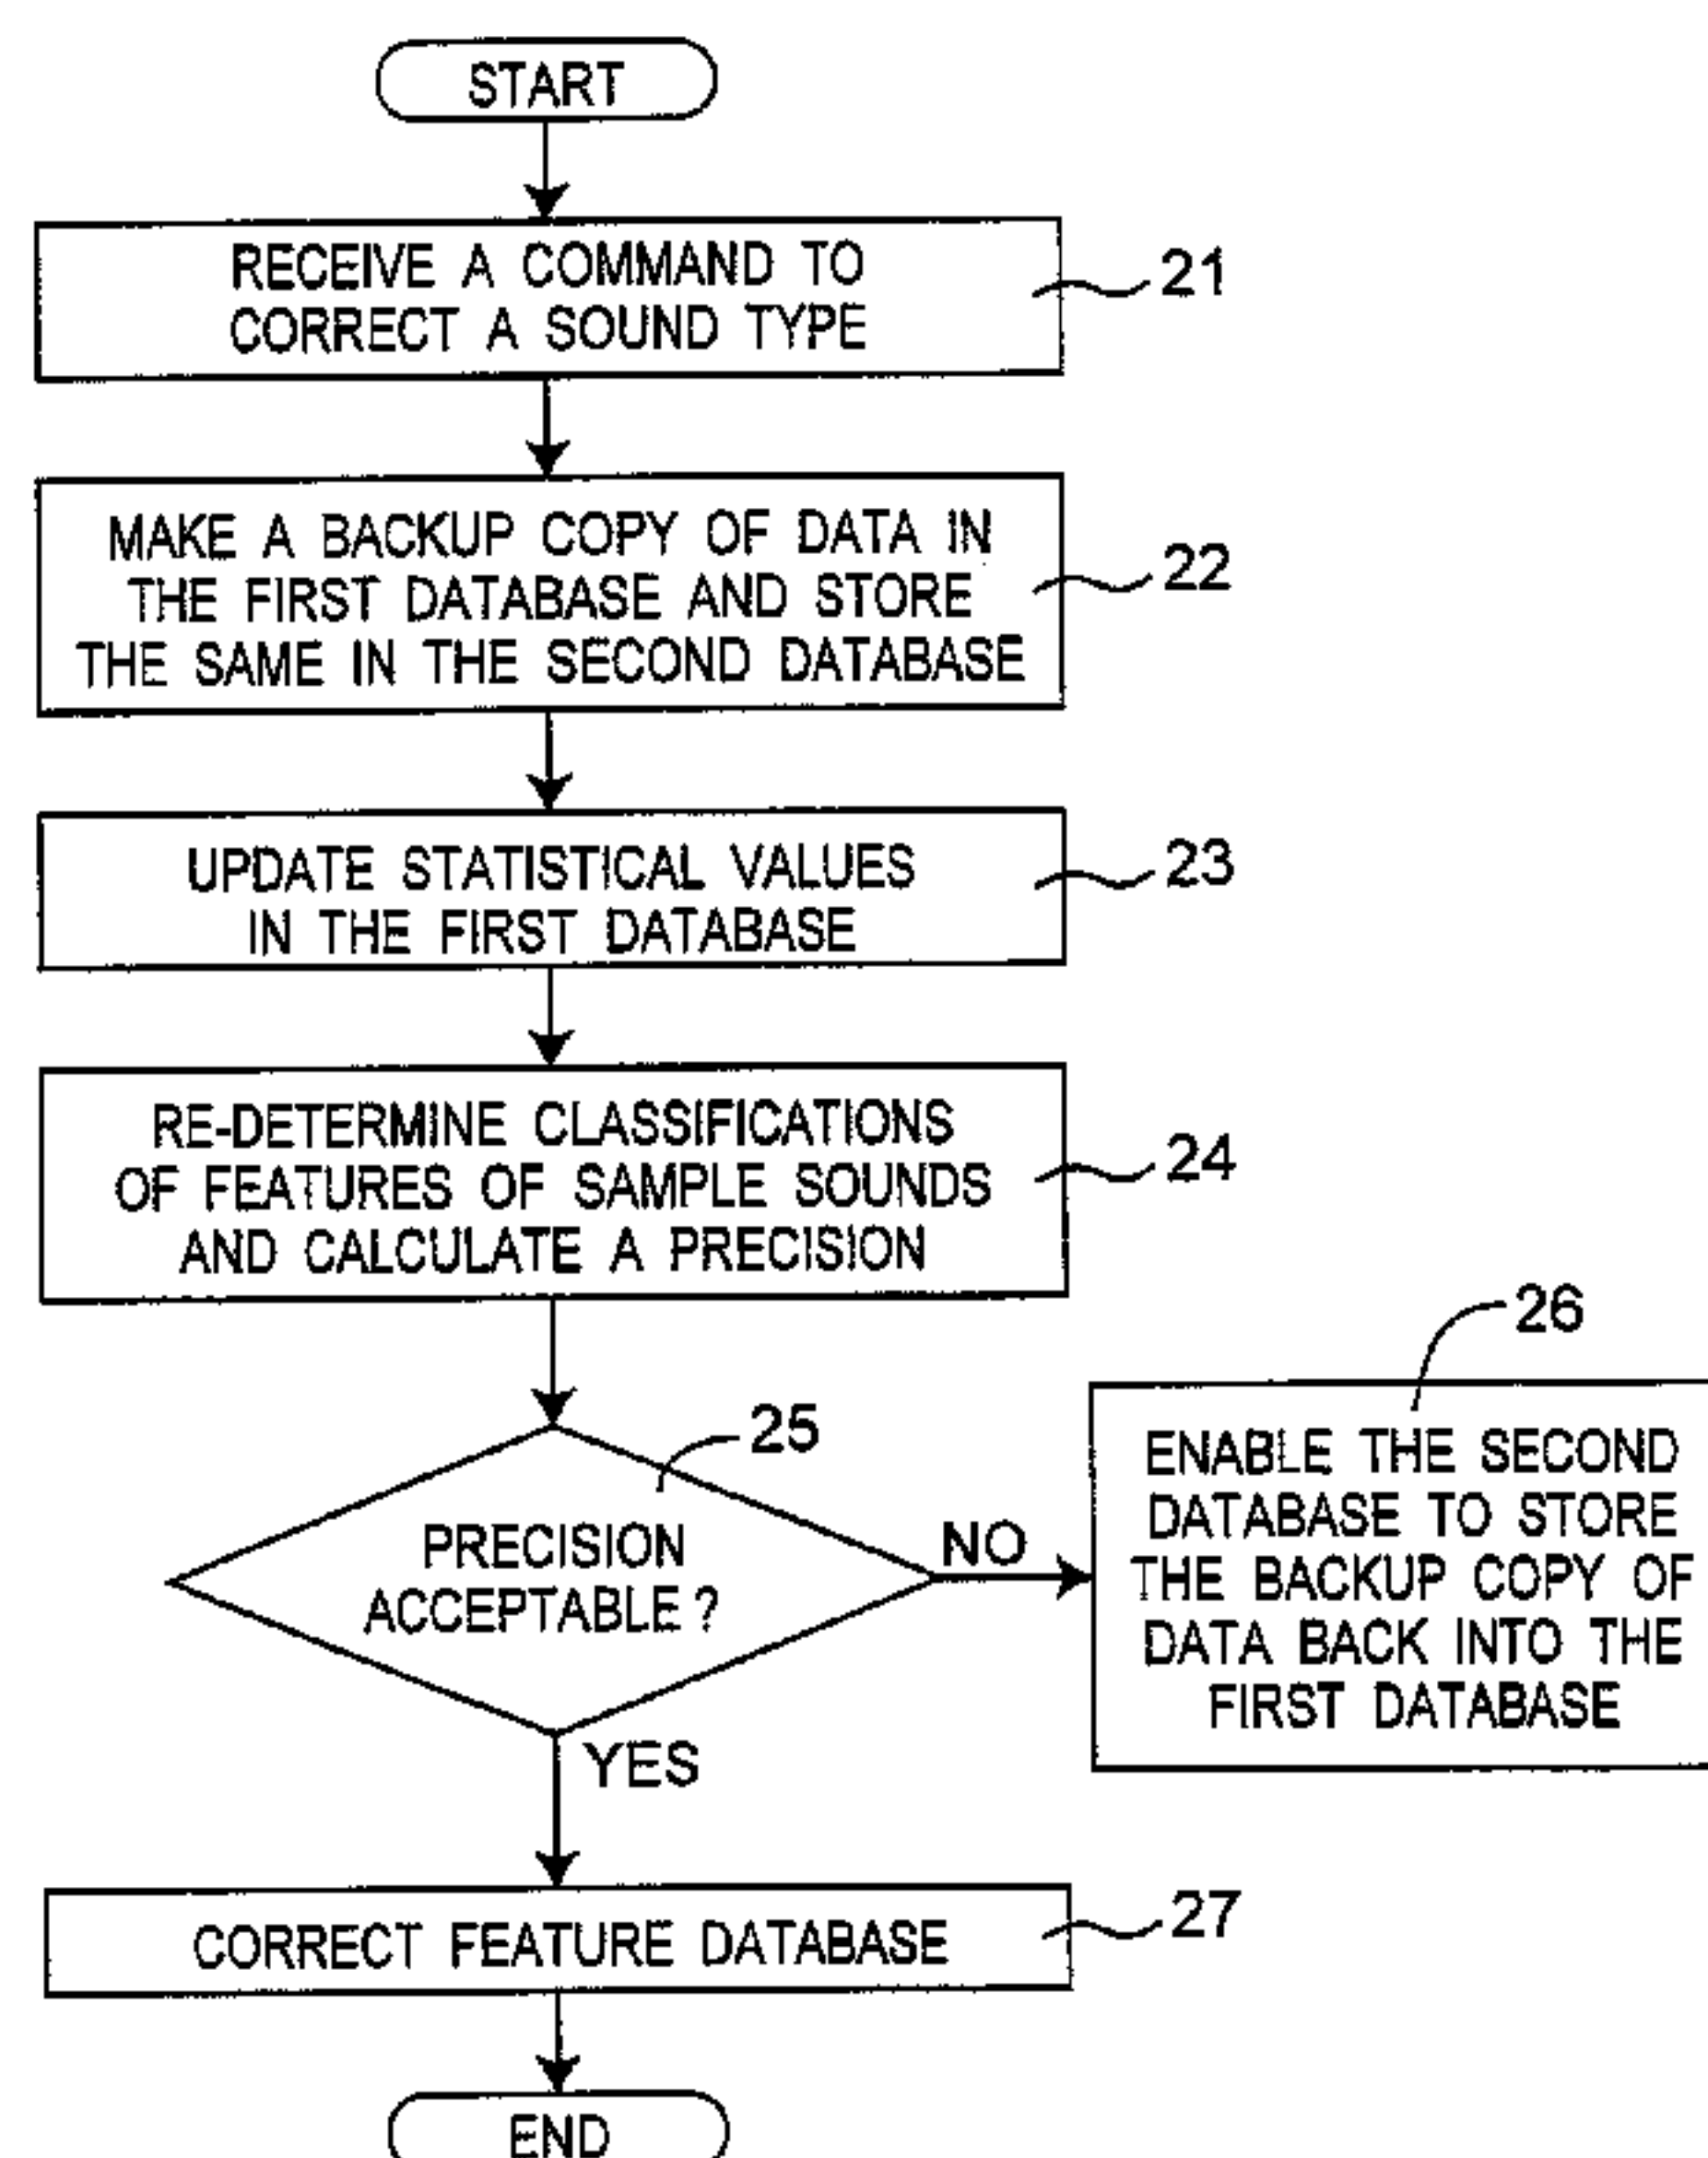 START
RECEIVE A COMMAND TO
CORRECT A SOUND TYPE
21
MAKE A BACKUP COPY OF DATA IN
THE FIRST DATABASE AND STORE
THE SAME IN THE SECOND DATABASE
22
UPDATE STATISTICAL VALUES
IN THE FIRST DATABASE
23
RE-DETERMINE CLASSIFICATIONS
OF FEATURES OF SAMPLE SOUNDS
AND CALCULATE A PRECISION
24
PRECISION
ACCEPTABLE ?
25
NO
26
ENABLE THE SECOND
DATABASE TO STORE
THE BACKUP COPY OF
DATA BACK INTO THE
FIRST DATABASE
YES
CORRECT FEATURE DATABASE
27
END